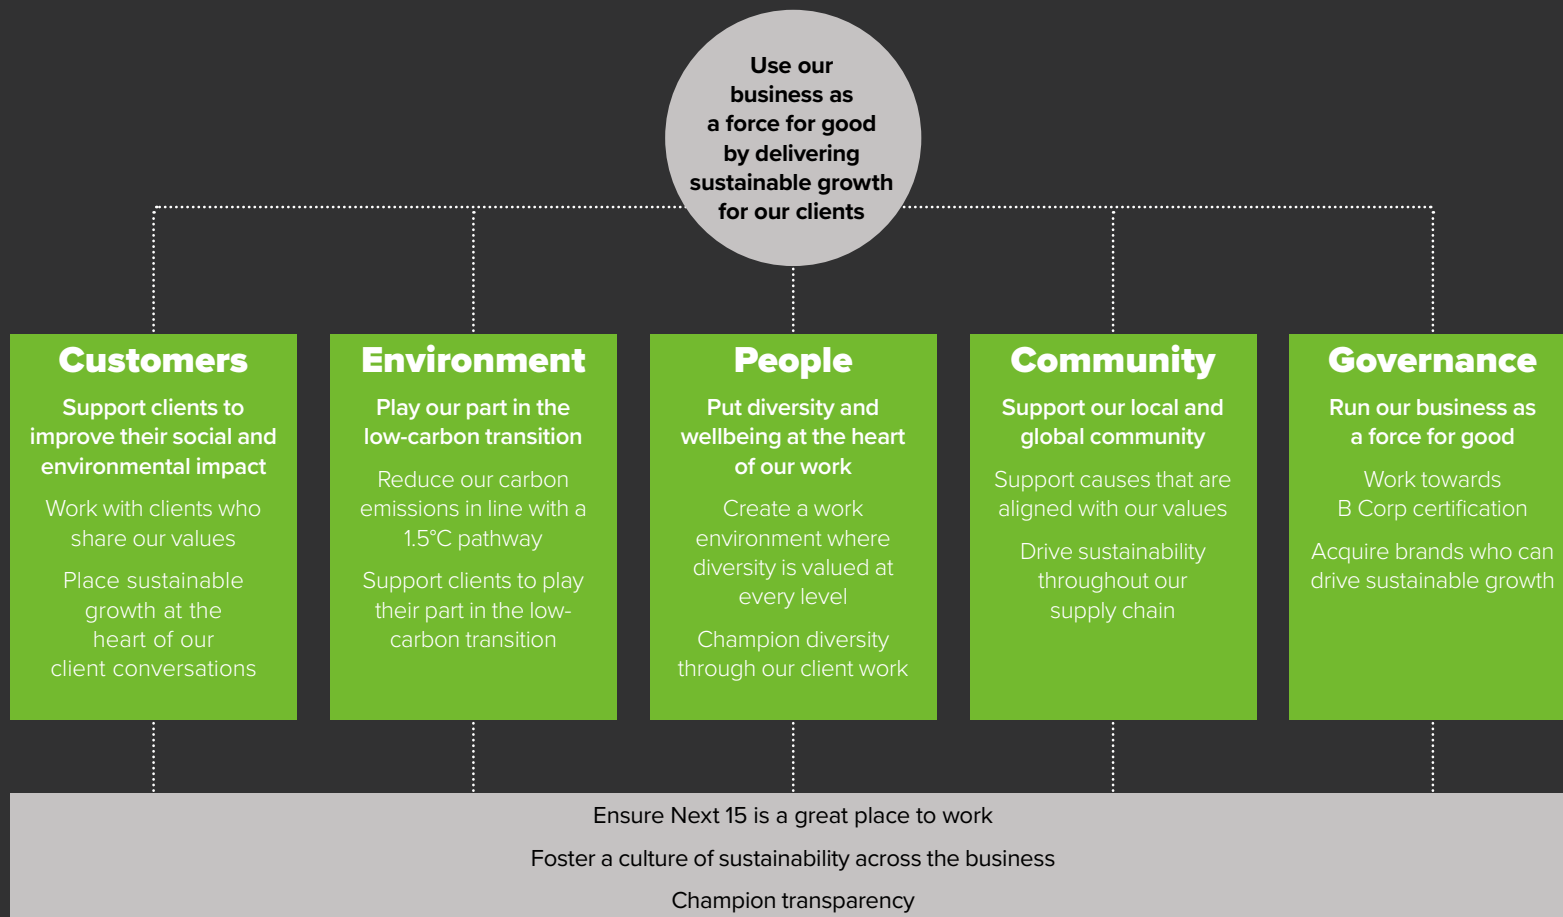 Use our
business as
a force for good
by delivering
sustainable growth
for our clients
Customers
Support clients to
improve their social and
environmental impact
Work with clients who
share our values
Place sustainable
growth at the
heart of our
client conversations
Environment
Play our part in the
low-carbon transition
Reduce our carbon
emissions in line with a
1.5°C pathway
Support clients to play
their part in the low-
carbon transition
People
Put diversity and
wellbeing at the heart
of our work
Create a work
environment where
diversity is valued at
every level
Champion diversity
through our client work
Community
Support our local and
global community
Support causes that are
aligned with our values
Drive sustainability
throughout our
supply chain
Governance
Run our business as
a force for good
Work towards
B Corp certification
Acquire brands who can
drive sustainable growth
Ensure Next 15 is a great place to work
Foster a culture of sustainability across the business
Champion transparency